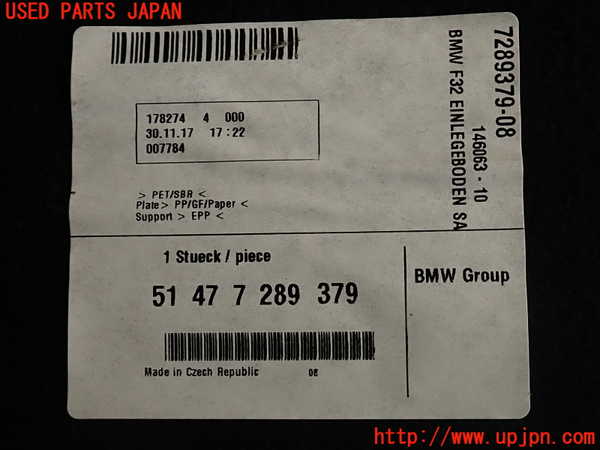 USED PARTS JAPAN
178274 4 000
30.11.17 17:22
007784
> PET/SBR <
Plate> PP/GF/Paper <
Support > EPP <
7289379-08
146063 - 10
BMW F32 EINLEGEBODEN SA
1 Stueck / piece
51 47 7 289 379
BMW Group
Made in Czech Republic 08
http://www.upjpn.com/